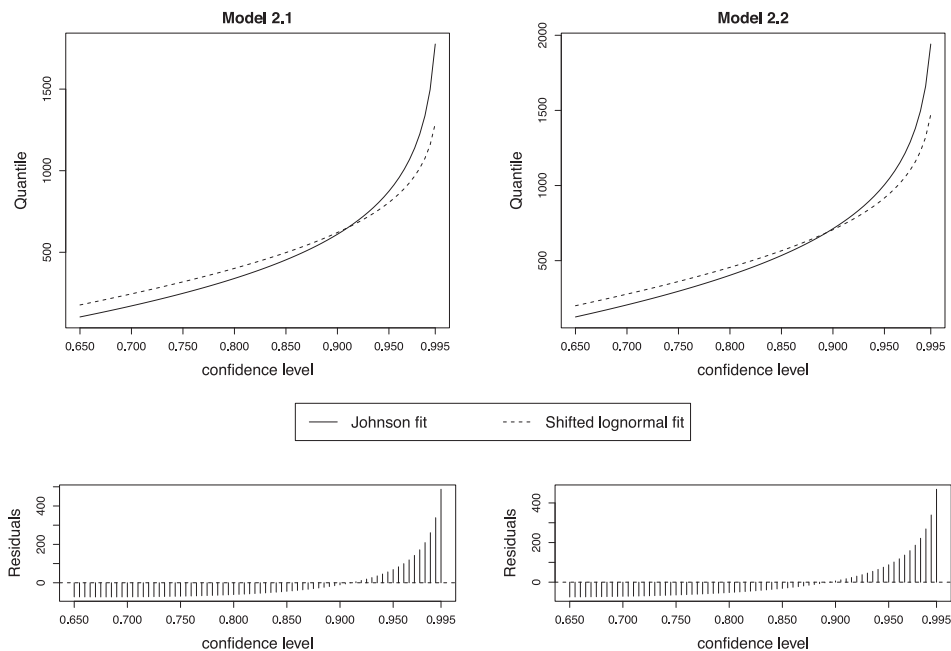 Model 2.1
Quantile
500
1000
1500
0.650 0.700 0.750 0.800 0.850 0.900 0.950 0.995
confidence level
Model 2.2
Quantile
500
1000
1500
2000
0.650 0.700 0.750 0.800 0.850 0.900 0.950 0.995
confidence level
Johnson fit
Shifted lognormal fit
Residuals
0
200
400
0.650 0.700 0.750 0.800 0.850 0.900 0.950 0.995
confidence level
Residuals
0
200
400
0.650 0.700 0.750 0.800 0.850 0.900 0.950 0.995
confidence level